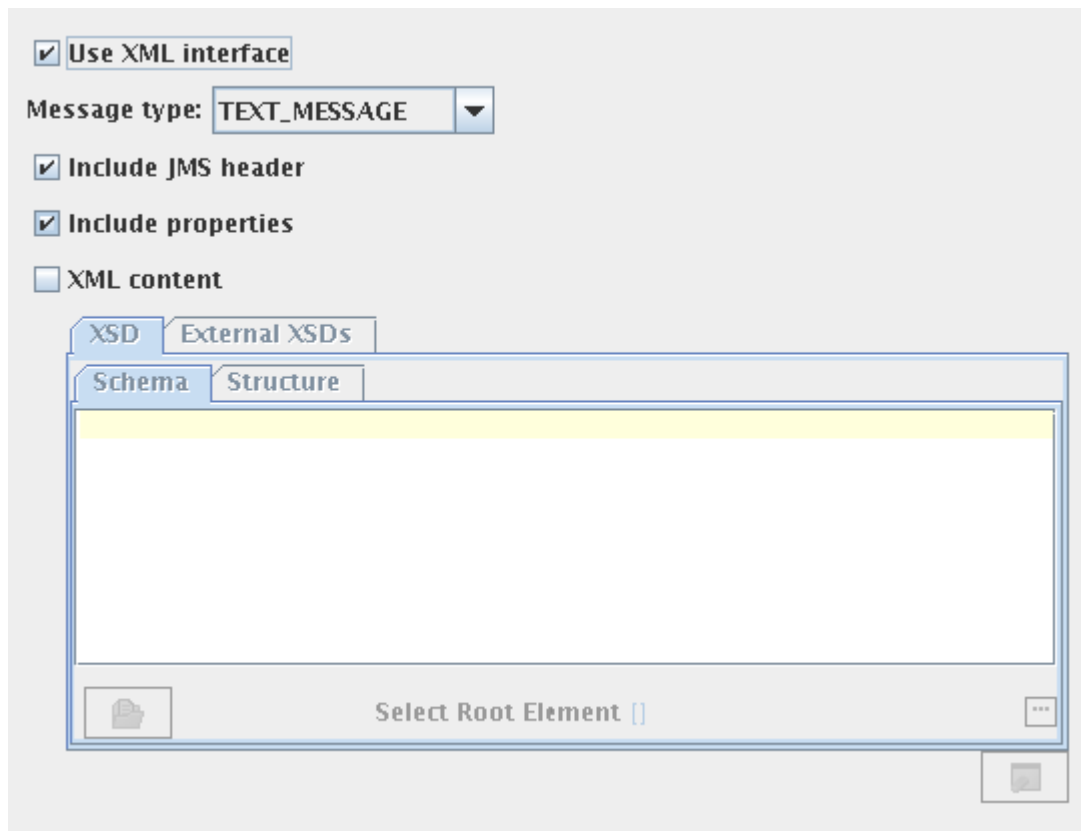 Use XML interface
Message type: TEXT_MESSAGE
Include JMS header
Include properties
XML content
XSD External XSDs
Schema Structure
Select Root Element []
...